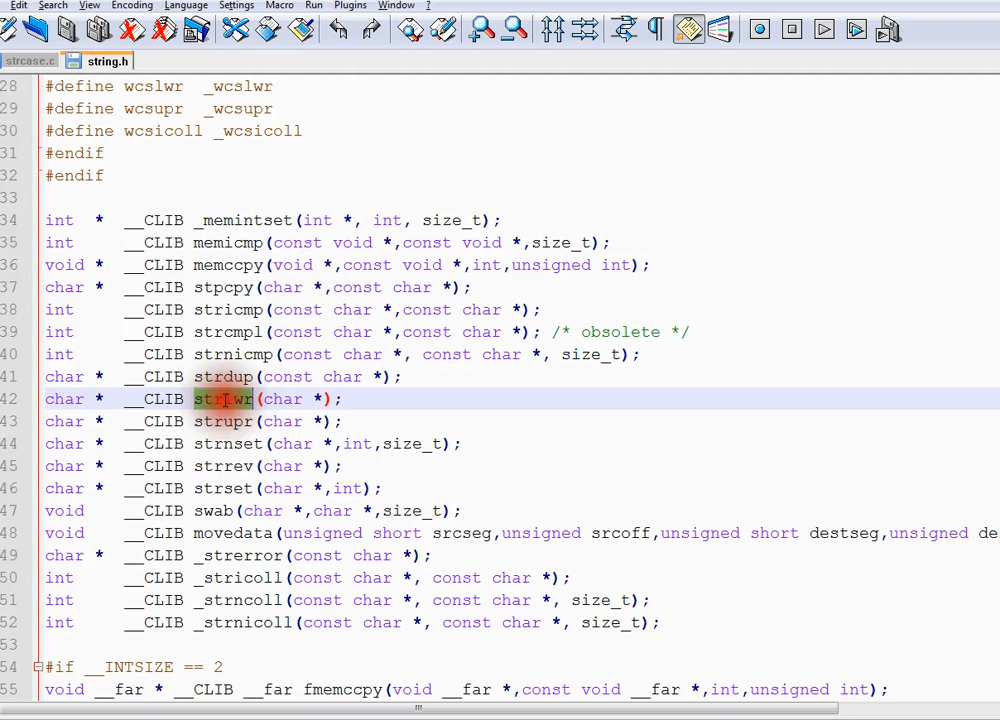 Edit Search View Encoding Language Settings Macro Run Plugins Window ?
strcase.c string.h
28 #define wcslwr _wcslwr
29 #define wcsupr _wcsupr
30 #define wcsicoll _wcsicoll
31 #endif
32 #endif
33
34 int * __CLIB _memintset(int *, int, size_t);
35 int __CLIB memicmp(const void *,const void *,size_t);
36 void * __CLIB memccpy(void *,const void *,int,unsigned int);
37 char * __CLIB stpcpy(char *,const char *);
38 int __CLIB stricmp(const char *,const char *);
39 int __CLIB strcmpl(const char *,const char *); /* obsolete */
40 int __CLIB strnicmp(const char *, const char *, size_t);
41 char * __CLIB strdup(const char *);
42 char * __CLIB strlwr(char *);
43 char * __CLIB strupr(char *);
44 char * __CLIB strnset(char *,int,size_t);
45 char * __CLIB strrev(char *);
46 char * __CLIB strset(char *,int);
47 void __CLIB swab(char *,char *,size_t);
48 void __CLIB movedata(unsigned short srcseg,unsigned srcoff,unsigned short destseg,unsigned de
49 char * __CLIB _strerror(const char *);
50 int __CLIB _stricoll(const char *, const char *);
51 int __CLIB _strncoll(const char *, const char *, size_t);
52 int __CLIB _strnicoll(const char *, const char *, size_t);
53
54 #if __INTSIZE == 2
55 void __far * __CLIB __far fmemccpy(void __far *,const void __far *,int,unsigned int);